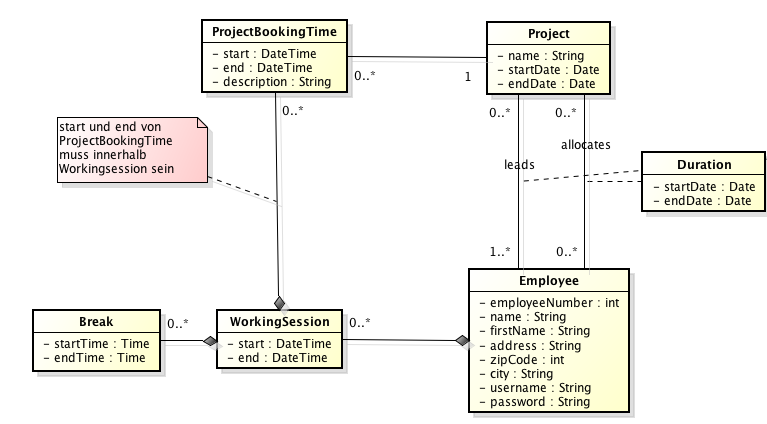 ProjectBookingTime
- start : DateTime
- end : DateTime
- description : String
0..*
1
0..*
Project
- name : String
- startDate : Date
- endDate : Date
0..*
0..*
start und end von
ProjectBookingTime
muss innerhalb
Workingsession sein
leads
allocates
Duration
- startDate : Date
- endDate : Date
1..*
0..*
Break
- startTime : Time
- endTime : Time
0..*
WorkingSession
- start : DateTime
- end : DateTime
0..*
Employee
- employeeNumber : int
- name : String
- firstName : String
- address : String
- zipCode : int
- city : String
- username : String
- password : String